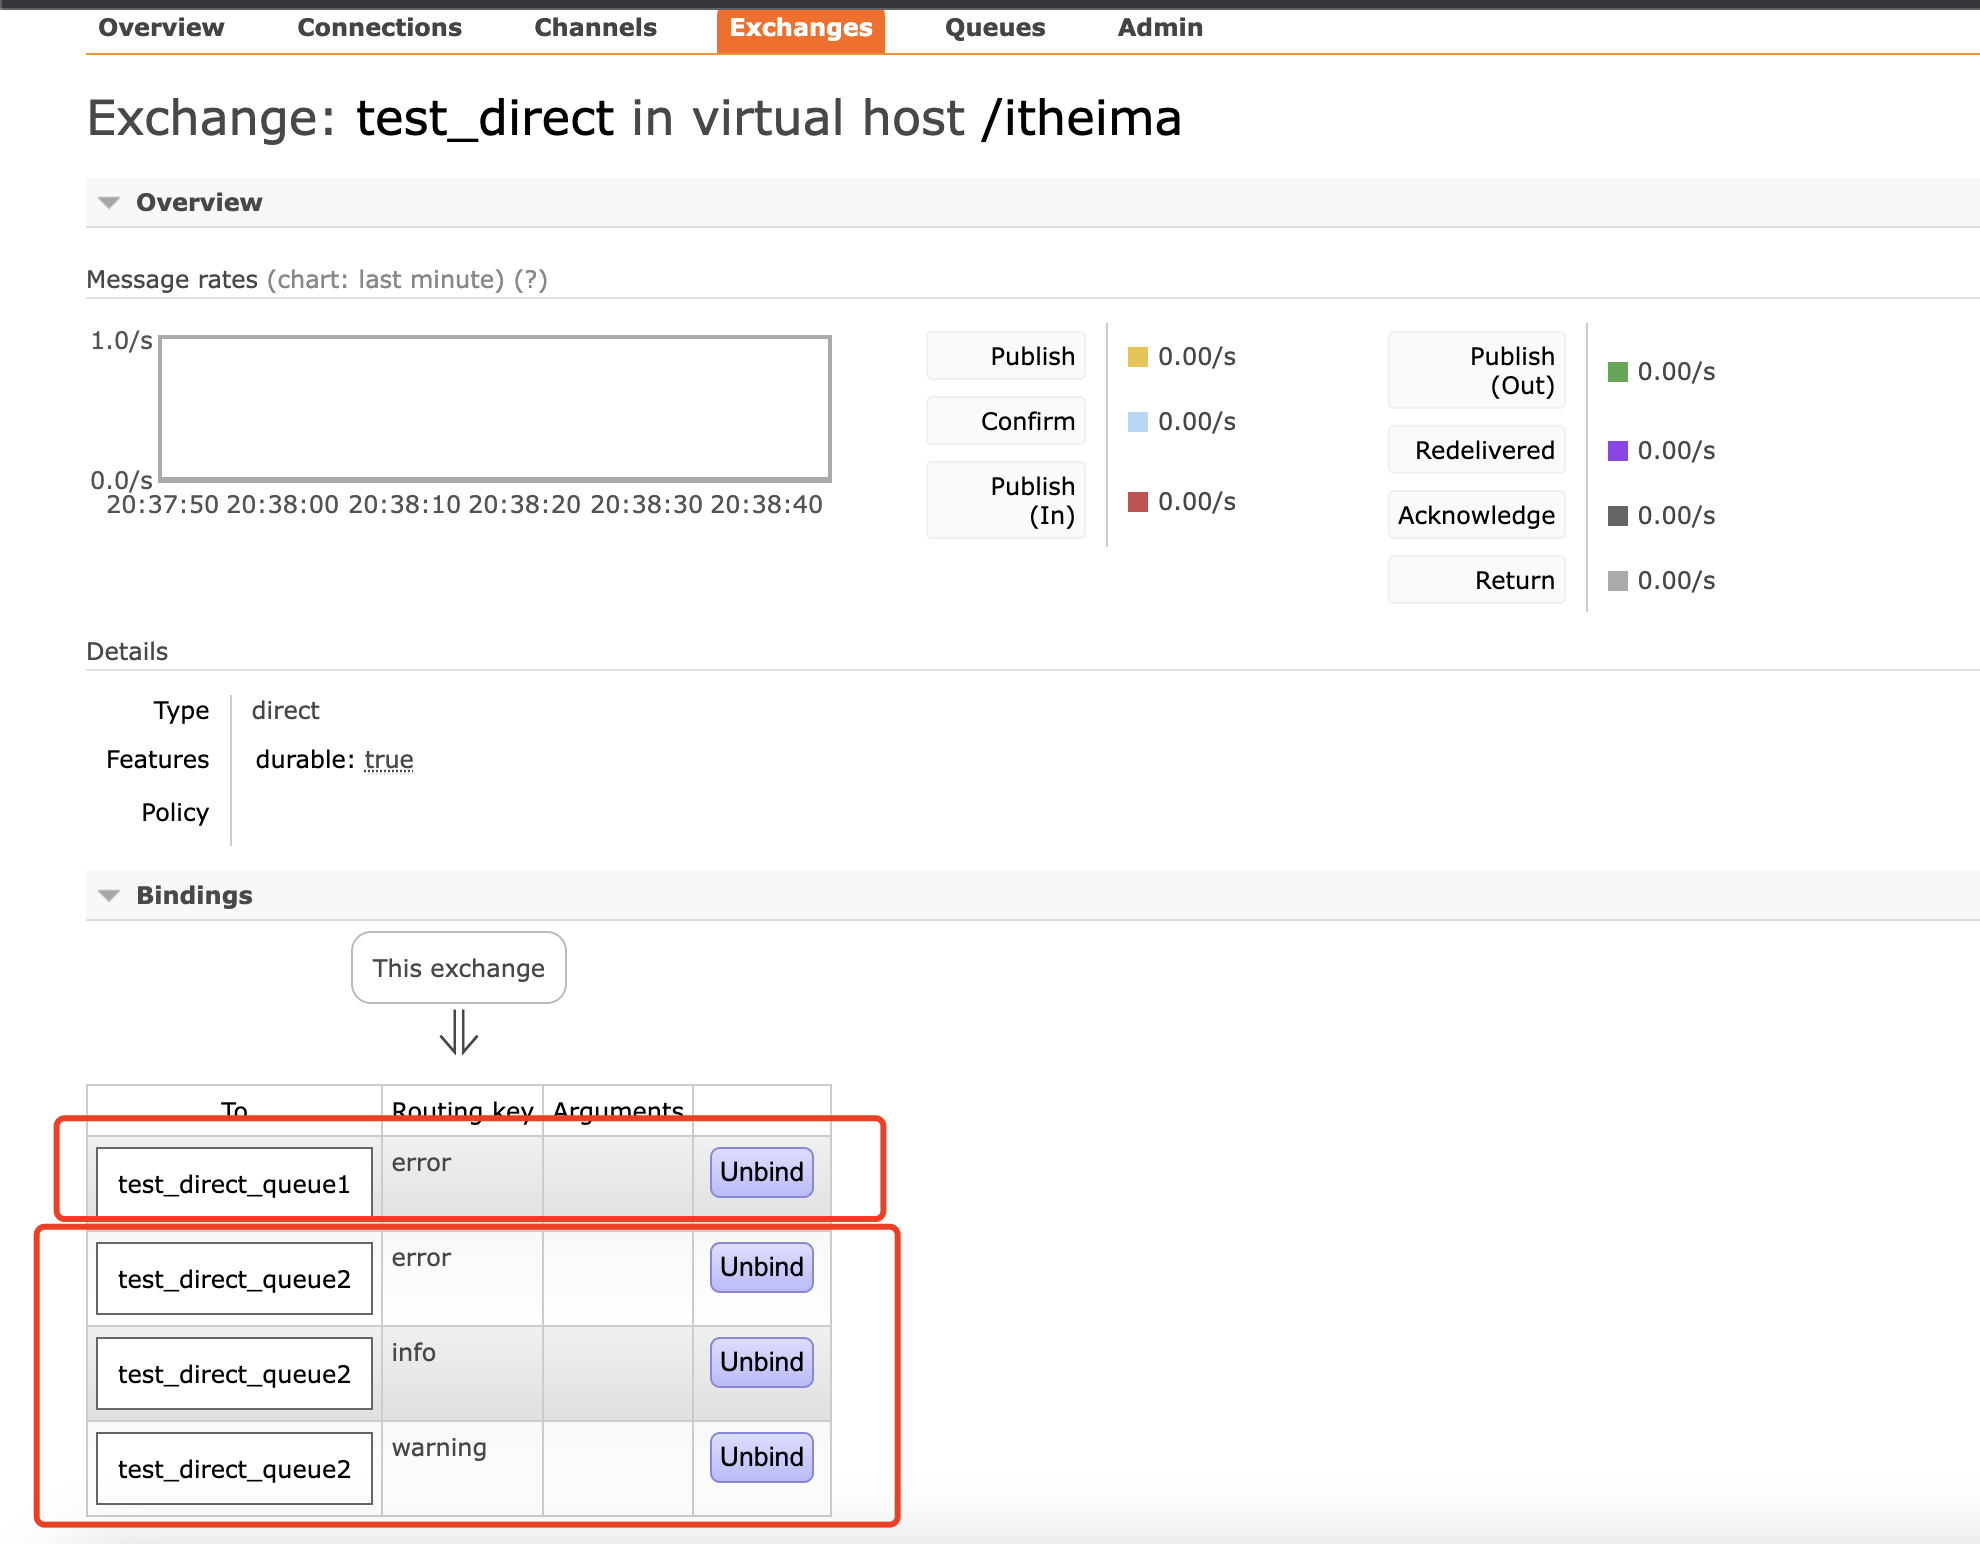 Overview Connections Channels Exchanges Queues Admin
Exchange: test_direct in virtual host /itheima
Overview
Message rates (chart: last minute) (?)
1.0/s
0.0/s
20:37:50 20:38:00 20:38:10 20:38:20 20:38:30 20:38:40
Publish 0.00/s
Confirm 0.00/s
Publish
(In) 0.00/s
Publish
(Out) 0.00/s
Redelivered 0.00/s
Acknowledge 0.00/s
Return 0.00/s
Details
Type direct
Features durable: true
Policy
Bindings
This exchange
To Routing key Arguments
test_direct_queue1 error Unbind
test_direct_queue2 error Unbind
test_direct_queue2 info Unbind
test_direct_queue2 warning Unbind